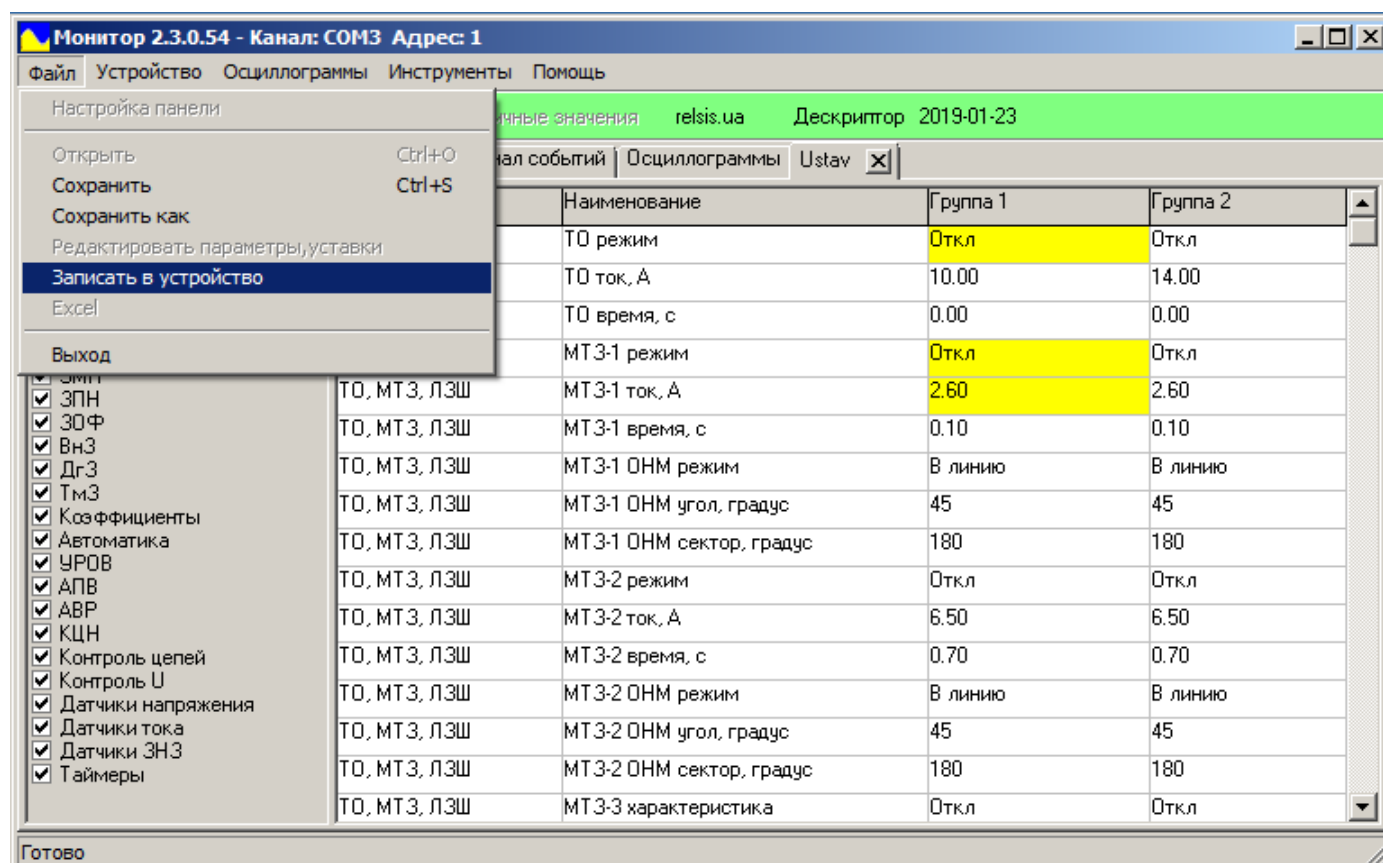 Монитор 2.3.0.54 - Канал: COM3 Адрес: 1
Файл Устройство Осциллограммы Инструменты Помощь
Настройка панели
Открыть Ctrl+O
Сохранить Ctrl+S
Сохранить как
Редактировать параметры,уставки
Записать в устройство
Excel
Выход
ичные значения relsis.ua Дескриптор 2019-01-23
нал событий Осциллограммы Ustav
Наименование Группа 1 Группа 2
ТО режим Откл Откл
ТО ток, А 10.00 14.00
ТО время, с 0.00 0.00
МТЗ-1 режим Откл Откл
ТО, МТЗ, ЛЗШ МТЗ-1 ток, А 2.60 2.60
ТО, МТЗ, ЛЗШ МТЗ-1 время, с 0.10 0.10
ТО, МТЗ, ЛЗШ МТЗ-1 ОНМ режим В линию В линию
ТО, МТЗ, ЛЗШ МТЗ-1 ОНМ угол, градус 45 45
ТО, МТЗ, ЛЗШ МТЗ-1 ОНМ сектор, градус 180 180
ТО, МТЗ, ЛЗШ МТЗ-2 режим Откл Откл
ТО, МТЗ, ЛЗШ МТЗ-2 ток, А 6.50 6.50
ТО, МТЗ, ЛЗШ МТЗ-2 время, с 0.70 0.70
ТО, МТЗ, ЛЗШ МТЗ-2 ОНМ режим В линию В линию
ТО, МТЗ, ЛЗШ МТЗ-2 ОНМ угол, градус 45 45
ТО, МТЗ, ЛЗШ МТЗ-2 ОНМ сектор, градус 180 180
ТО, МТЗ, ЛЗШ МТЗ-3 характеристика Откл Откл
ЗПН
ЗОФ
ВнЗ
ДгЗ
ТмЗ
Коэффициенты
Автоматика
УРОВ
АПВ
АВР
КЦН
Контроль цепей
Контроль U
Датчики напряжения
Датчики тока
Датчики ЗНЗ
Таймеры
Готово